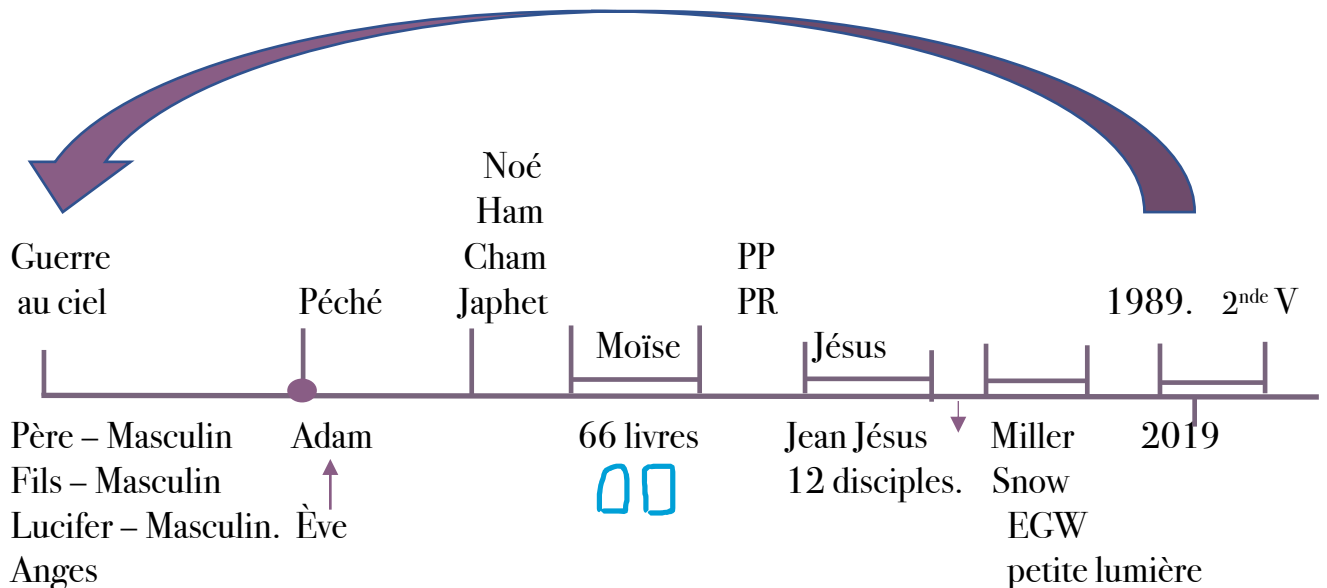 Noé
Ham
Cham
Japhet
Guerre
au ciel
Péché
PP
PR
1989.
2nde V
Moïse
Jésus
Père – Masculin
Fils – Masculin
Lucifer – Masculin.
Anges
Adam
Ève
66 livres
Jean Jésus
12 disciples.
Miller
Snow
EGW
petite lumière
2019